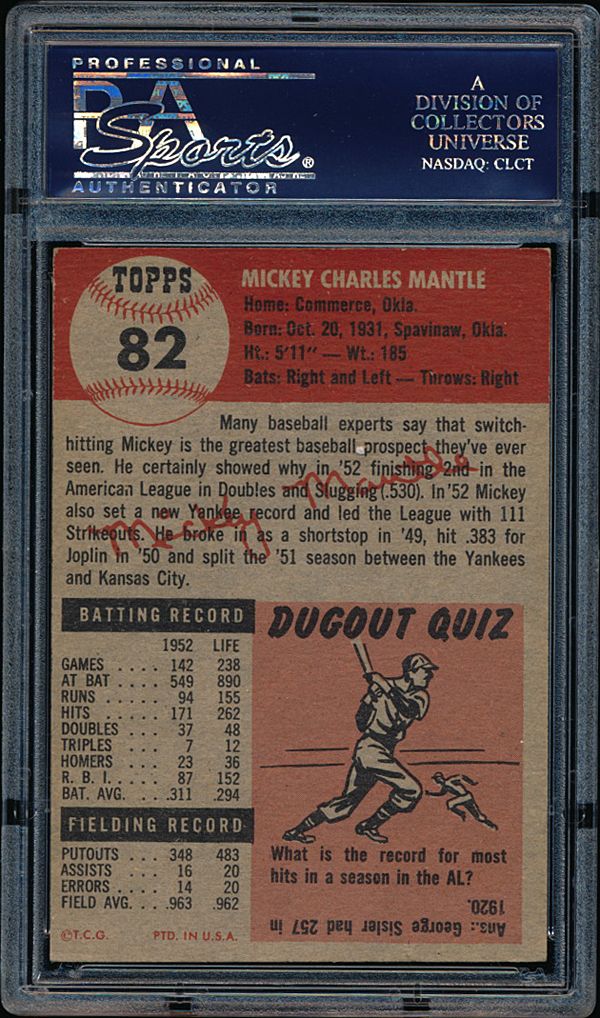 PROFESSIONAL
PSA
Sports®
AUTHENTICATOR
A
DIVISION OF
COLLECTORS
UNIVERSE
NASDAQ: CLCT
TOPPS
82
MICKEY CHARLES MANTLE
Home: Commerce, Okla.
Born: Oct. 20, 1931, Spavinaw, Okla.
Ht.: 5'11" — Wt.: 185
Bats: Right and Left — Throws: Right
Many baseball experts say that switch-
hitting Mickey is the greatest baseball prospect they've ever
seen. He certainly showed why in '52 finishing 2nd in the
American League in Doubles and Slugging (.530). In '52 Mickey
also set a new Yankee record and led the League with 111
Strikeouts. He broke in as a shortstop in '49, hit .383 for
Joplin in '50 and split the '51 season between the Yankees
and Kansas City.
Mickey Mantle
BATTING RECORD
1952 LIFE
GAMES .... 142 238
AT BAT .... 549 890
RUNS ..... 94 155
HITS ..... 171 262
DOUBLES ... 37 48
TRIPLES ... 7 12
HOMERS ... 23 36
R. B. I. .... 87 152
BAT. AVG. .. .311 .294
FIELDING RECORD
PUTOUTS ... 348 483
ASSISTS ... 16 20
ERRORS .... 14 20
FIELD AVG. .. .963 .962
©T.C.G. PTD. IN U.S.A.
DUGOUT QUIZ
What is the record for most
hits in a season in the AL?
Ans.: George Sisler had 257 in
1920.